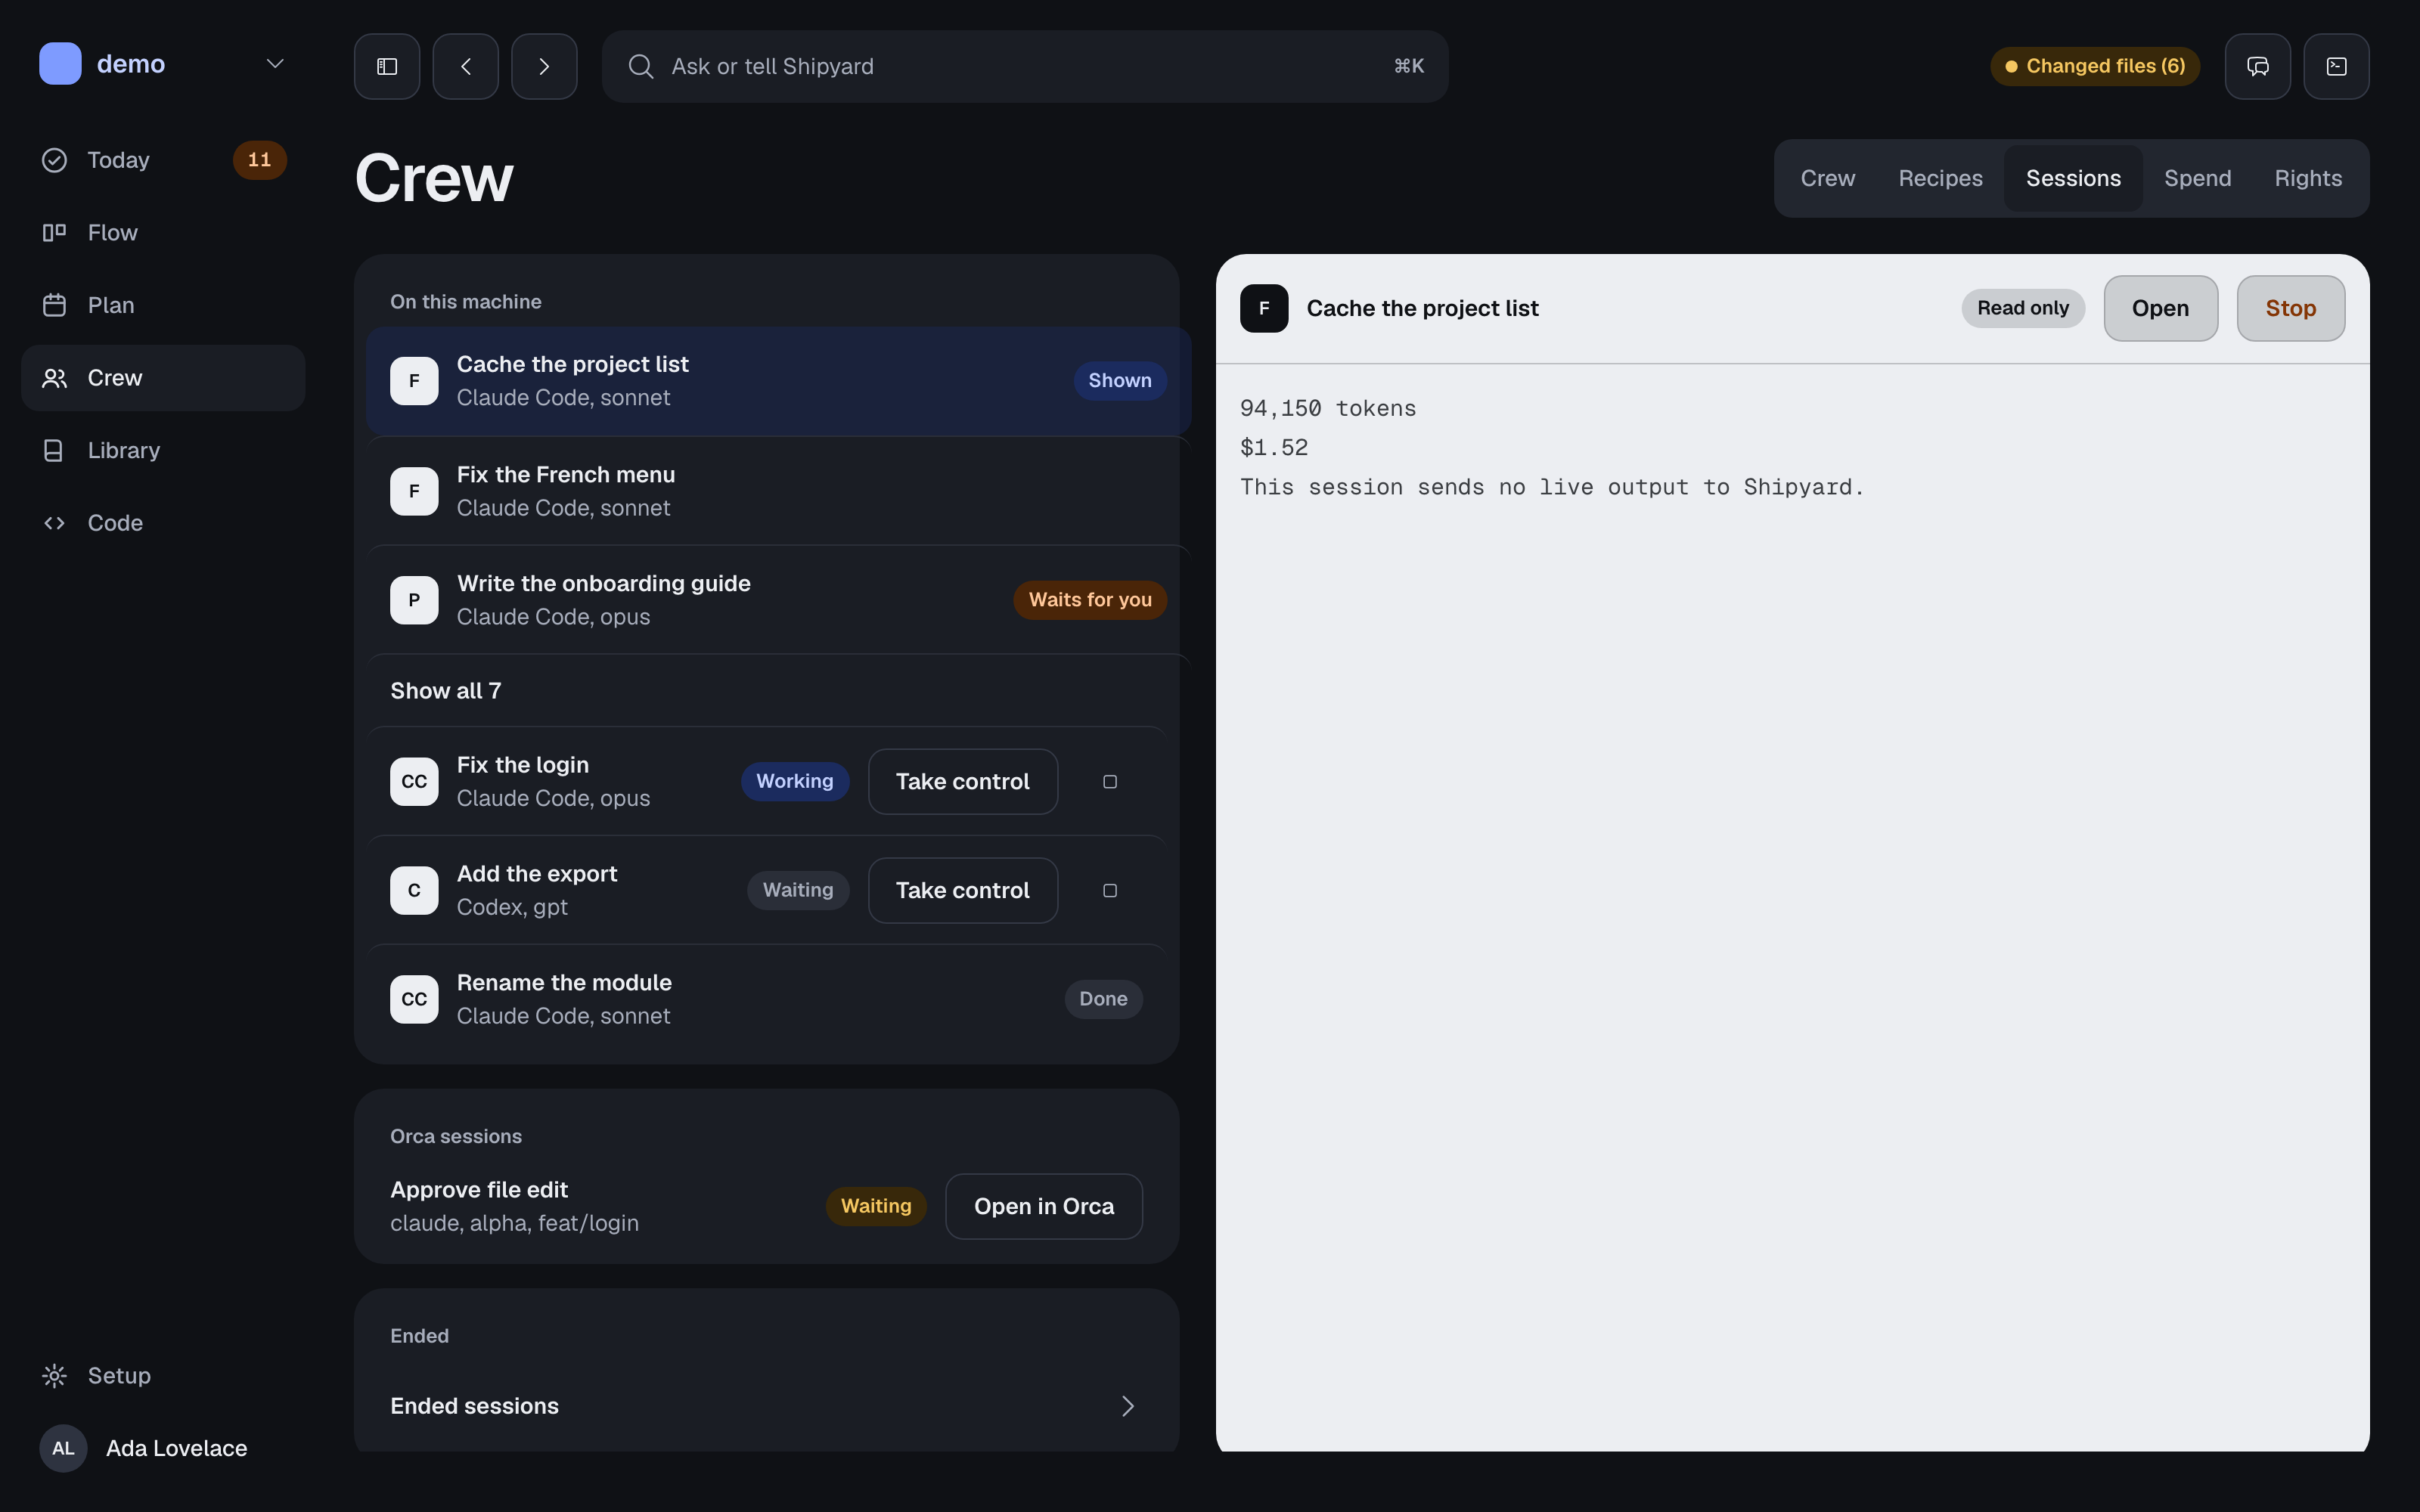 demo
Ask or tell Shipyard
⌘K
Changed files (6)
Today
11
Flow
Plan
Crew
Library
Code
Setup
AL
Ada Lovelace
Crew
Crew
Recipes
Sessions
Spend
Rights
On this machine
F
Cache the project list
Claude Code, sonnet
Shown
F
Fix the French menu
Claude Code, sonnet
P
Write the onboarding guide
Claude Code, opus
Waits for you
Show all 7
CC
Fix the login
Claude Code, opus
Working
Take control
C
Add the export
Codex, gpt
Waiting
Take control
CC
Rename the module
Claude Code, sonnet
Done
Orca sessions
Approve file edit
claude, alpha, feat/login
Waiting
Open in Orca
Ended
Ended sessions
F
Cache the project list
Read only
Open
Stop
94,150 tokens
$1.52
This session sends no live output to Shipyard.